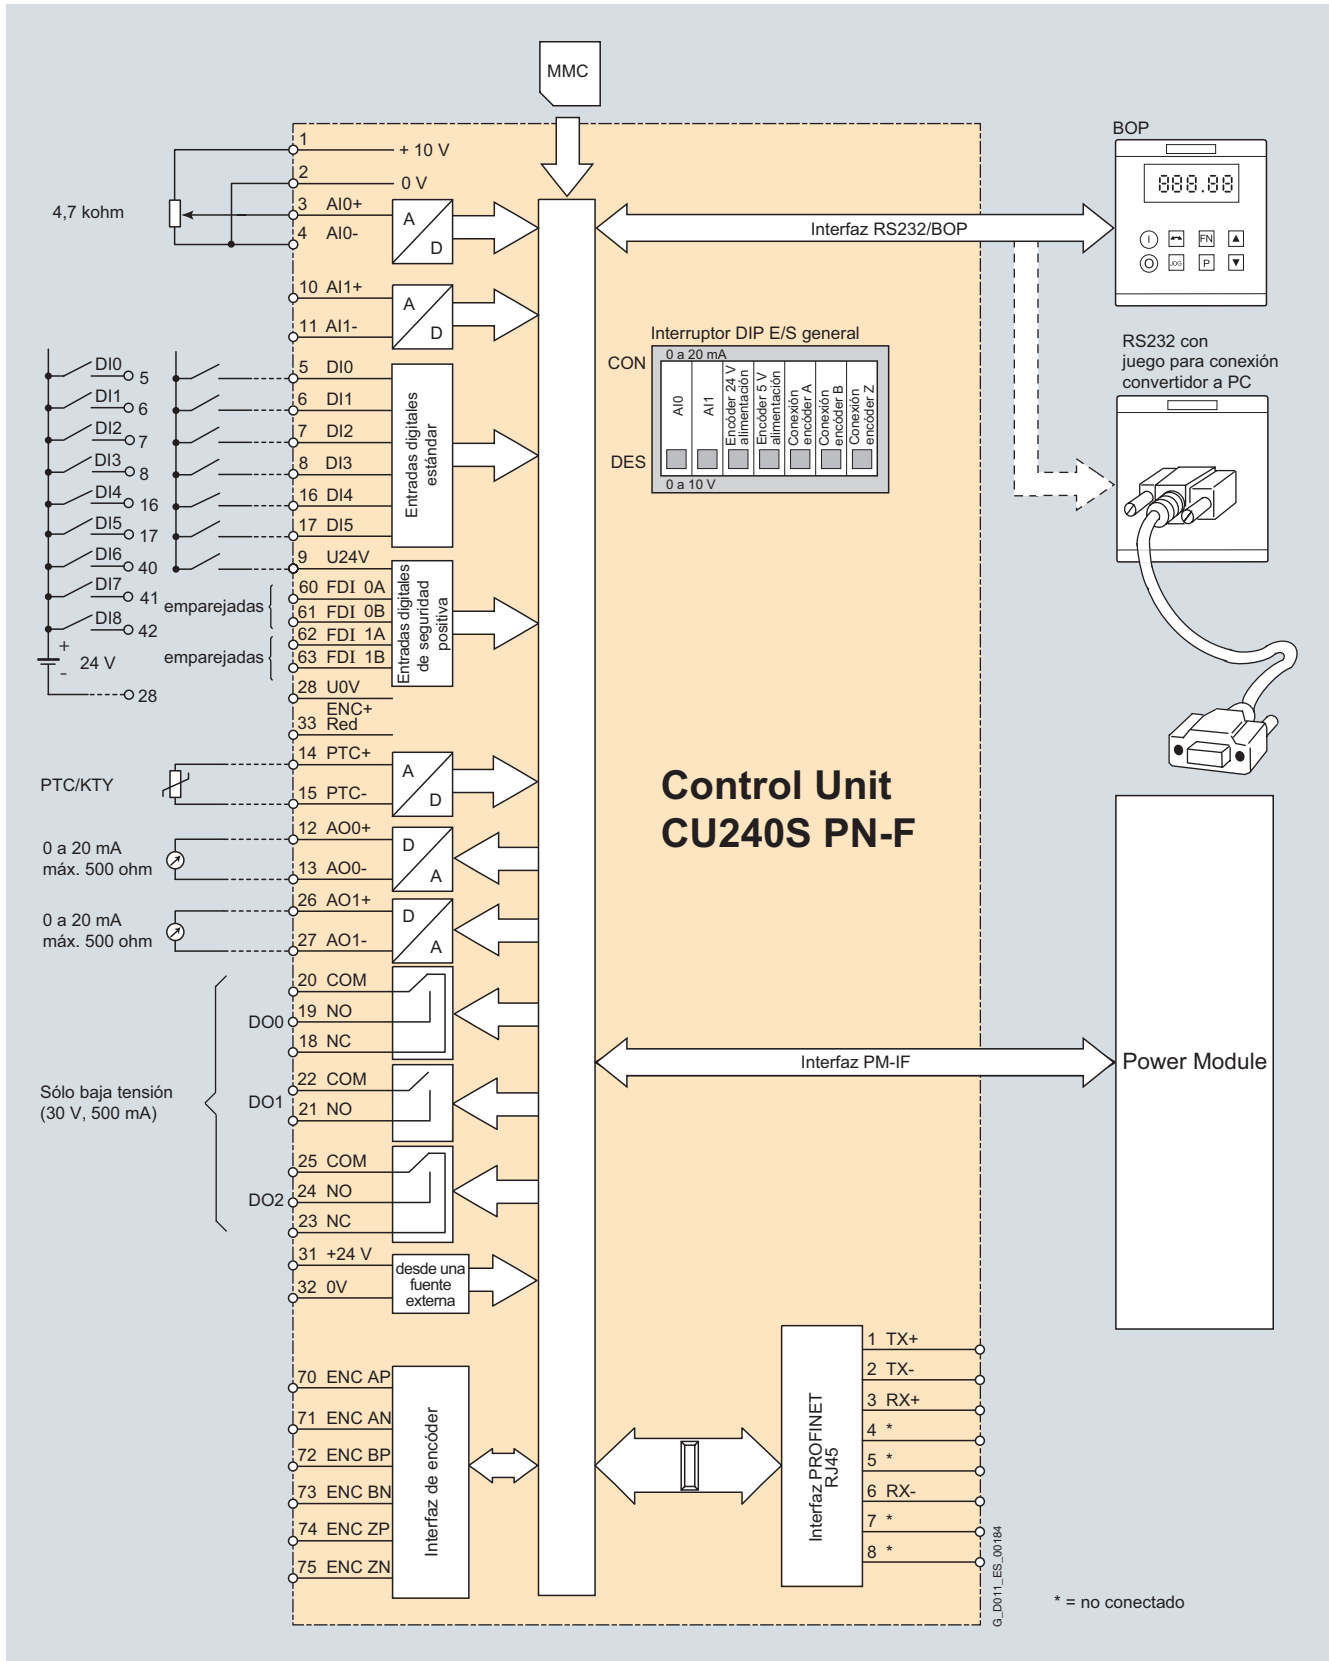 MMC
BOP
888.88
I
FN
O
JOG
P
1
+ 10 V
2
0 V
4,7 kohm
3 AI0+
4 AI0-
A
D
Interfaz RS232/BOP
10 AI1+
11 AI1-
A
D
Interruptor DIP E/S general
CON
0 a 20 mA
AI0
AI1
Encóder 24 V
alimentación
Encóder 5 V
alimentación
Conexión
encóder A
Conexión
encóder B
Conexión
encóder Z
DES
0 a 10 V
RS232 con
juego para conexión
convertidor a PC
DI0
5
DI1
6
DI2
7
DI3
8
DI4
16
DI5
17
DI6
40
DI7
41
DI8
42
+
24 V
-
28
5 DI0
6 DI1
7 DI2
8 DI3
16 DI4
17 DI5
Entradas digitales
estándar
9 U24V
60 FDI 0A
61 FDI 0B
62 FDI 1A
63 FDI 1B
emparejadas
emparejadas
Entradas digitales
de seguridad
positiva
28 U0V
ENC+
33 Red
PTC/KTY
14 PTC+
15 PTC-
A
D
0 a 20 mA
máx. 500 ohm
12 AO0+
13 AO0-
D
A
0 a 20 mA
máx. 500 ohm
26 AO1+
27 AO1-
D
A
Control Unit
CU240S PN-F
Sólo baja tensión
(30 V, 500 mA)
DO0
20 COM
19 NO
18 NC
DO1
22 COM
21 NO
DO2
25 COM
24 NO
23 NC
Interfaz PM-IF
Power Module
31 +24 V
32 0V
desde una
fuente
externa
70 ENC AP
71 ENC AN
72 ENC BP
73 ENC BN
74 ENC ZP
75 ENC ZN
Interfaz de encóder
Interfaz PROFINET
RJ45
1 TX+
2 TX-
3 RX+
4 *
5 *
6 RX-
7 *
8 *
G_D011_ES_00184
* = no conectado